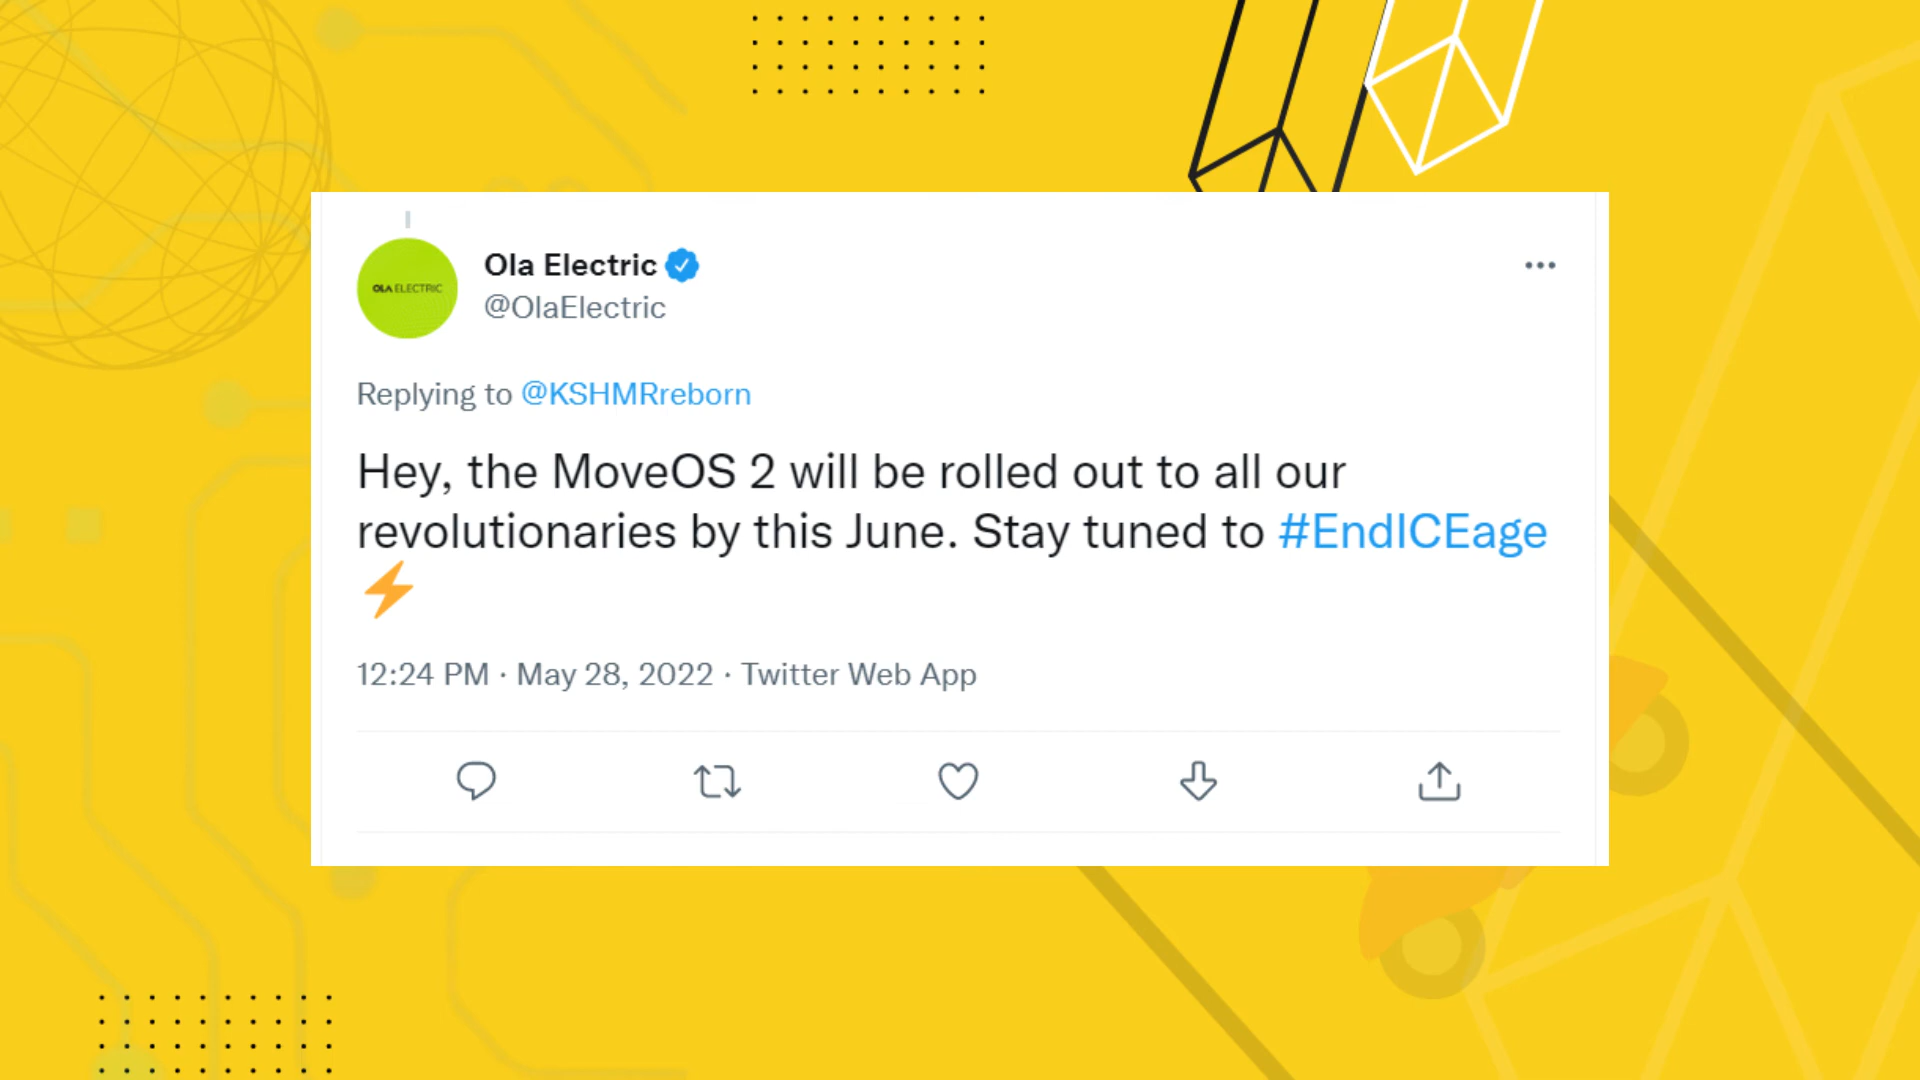 Ola Electric
@OlaElectric
OLA ELECTRIC
Replying to @KSHMRreborn
Hey, the MoveOS 2 will be rolled out to all our
revolutionaries by this June. Stay tuned to #EndICEage
⚡
12:24 PM · May 28, 2022 · Twitter Web App